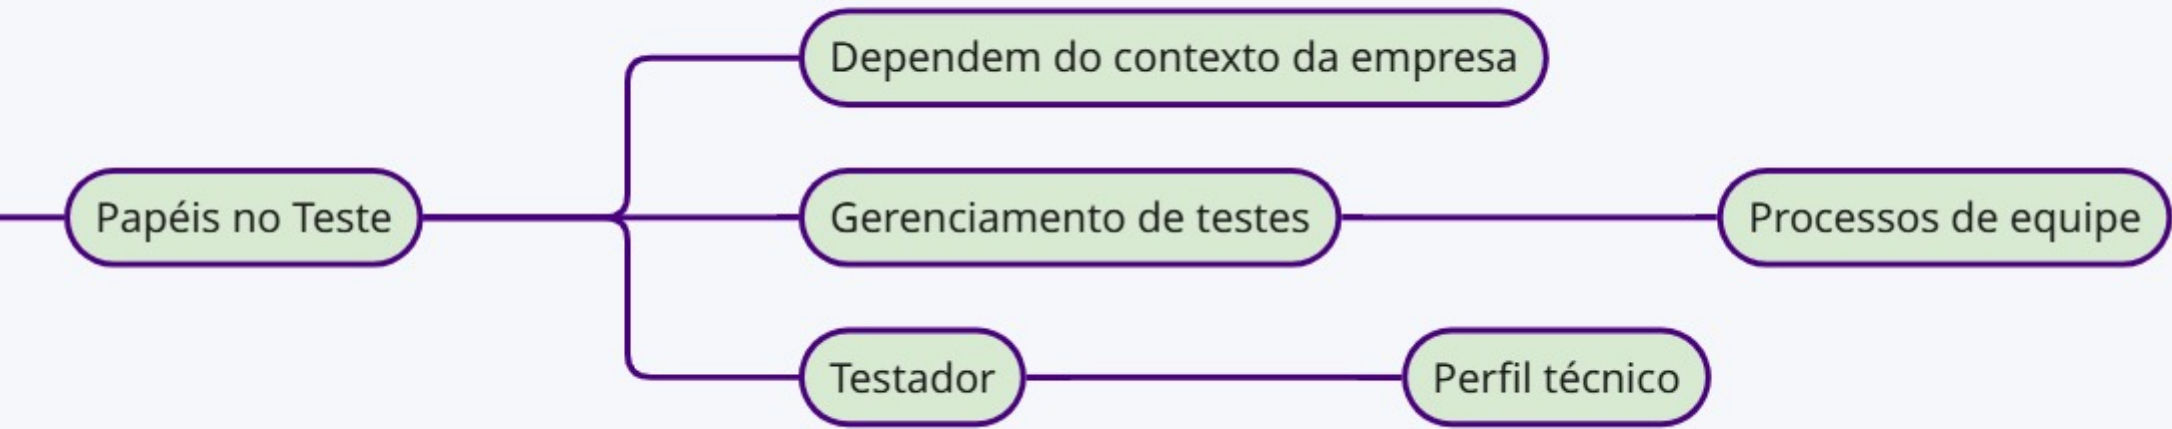 Dependem do contexto da empresa
Papéis no Teste
Gerenciamento de testes
Processos de equipe
Testador
Perfil técnico